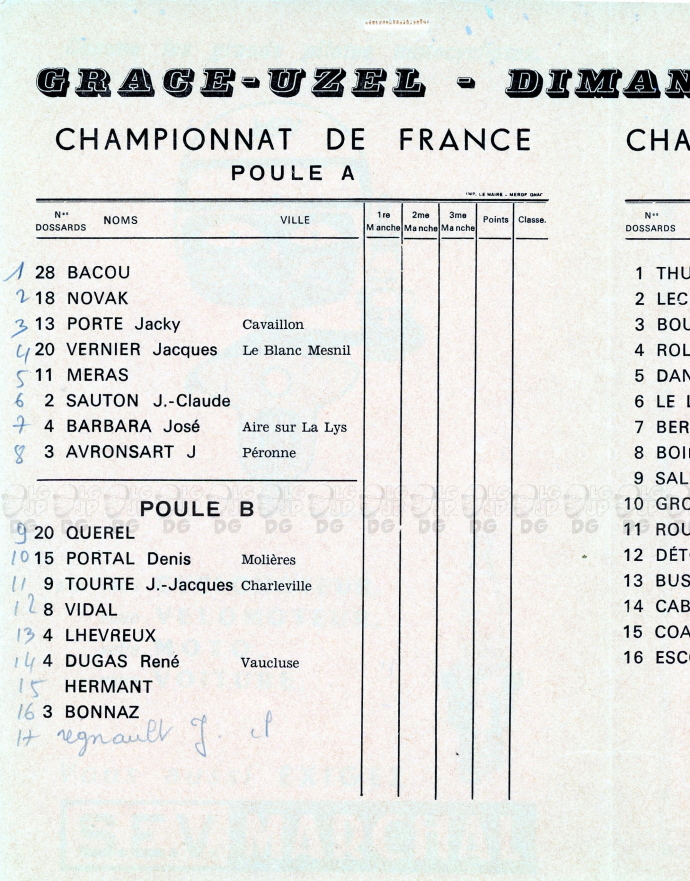 GRACE-UZEL - DIMAN
CHAMPIONNAT DE FRANCE
POULE A
IMP. LE MAIRE - MERDRIGNAC
Nos DOSSARDS NOMS VILLE 1re Manche 2me Manche 3me Manche Points Classe.
1 28 BACOU
2 18 NOVAK
3 13 PORTE Jacky Cavaillon
4 20 VERNIER Jacques Le Blanc Mesnil
5 11 MERAS
6 2 SAUTON J.-Claude
7 4 BARBARA José Aire sur La Lys
8 3 AVRONSART J Péronne
POULE B
9 20 QUEREL
10 15 PORTAL Denis Molières
11 9 TOURTE J.-Jacques Charleville
12 8 VIDAL
13 4 LHEVREUX
14 4 DUGAS René Vaucluse
15 HERMANT
16 3 BONNAZ
17 regnault J.
CHA
Nos DOSSARDS
1 THU
2 LEC
3 BOU
4 ROL
5 DAN
6 LE L
7 BER
8 BOI
9 SAL
10 GRO
11 ROU
12 DÉT
13 BUS
14 CAB
15 COA
16 ESC